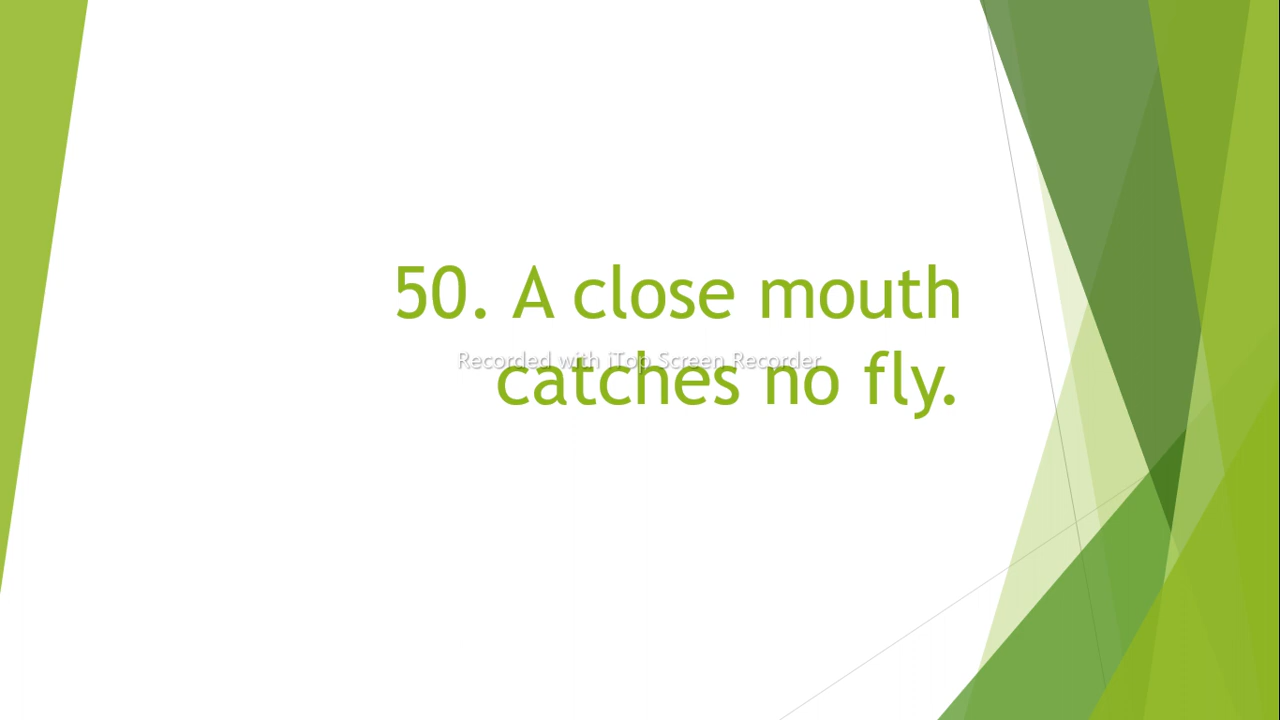 50. A close mouth
Recorded with iTop Screen Recorder
catches no fly.